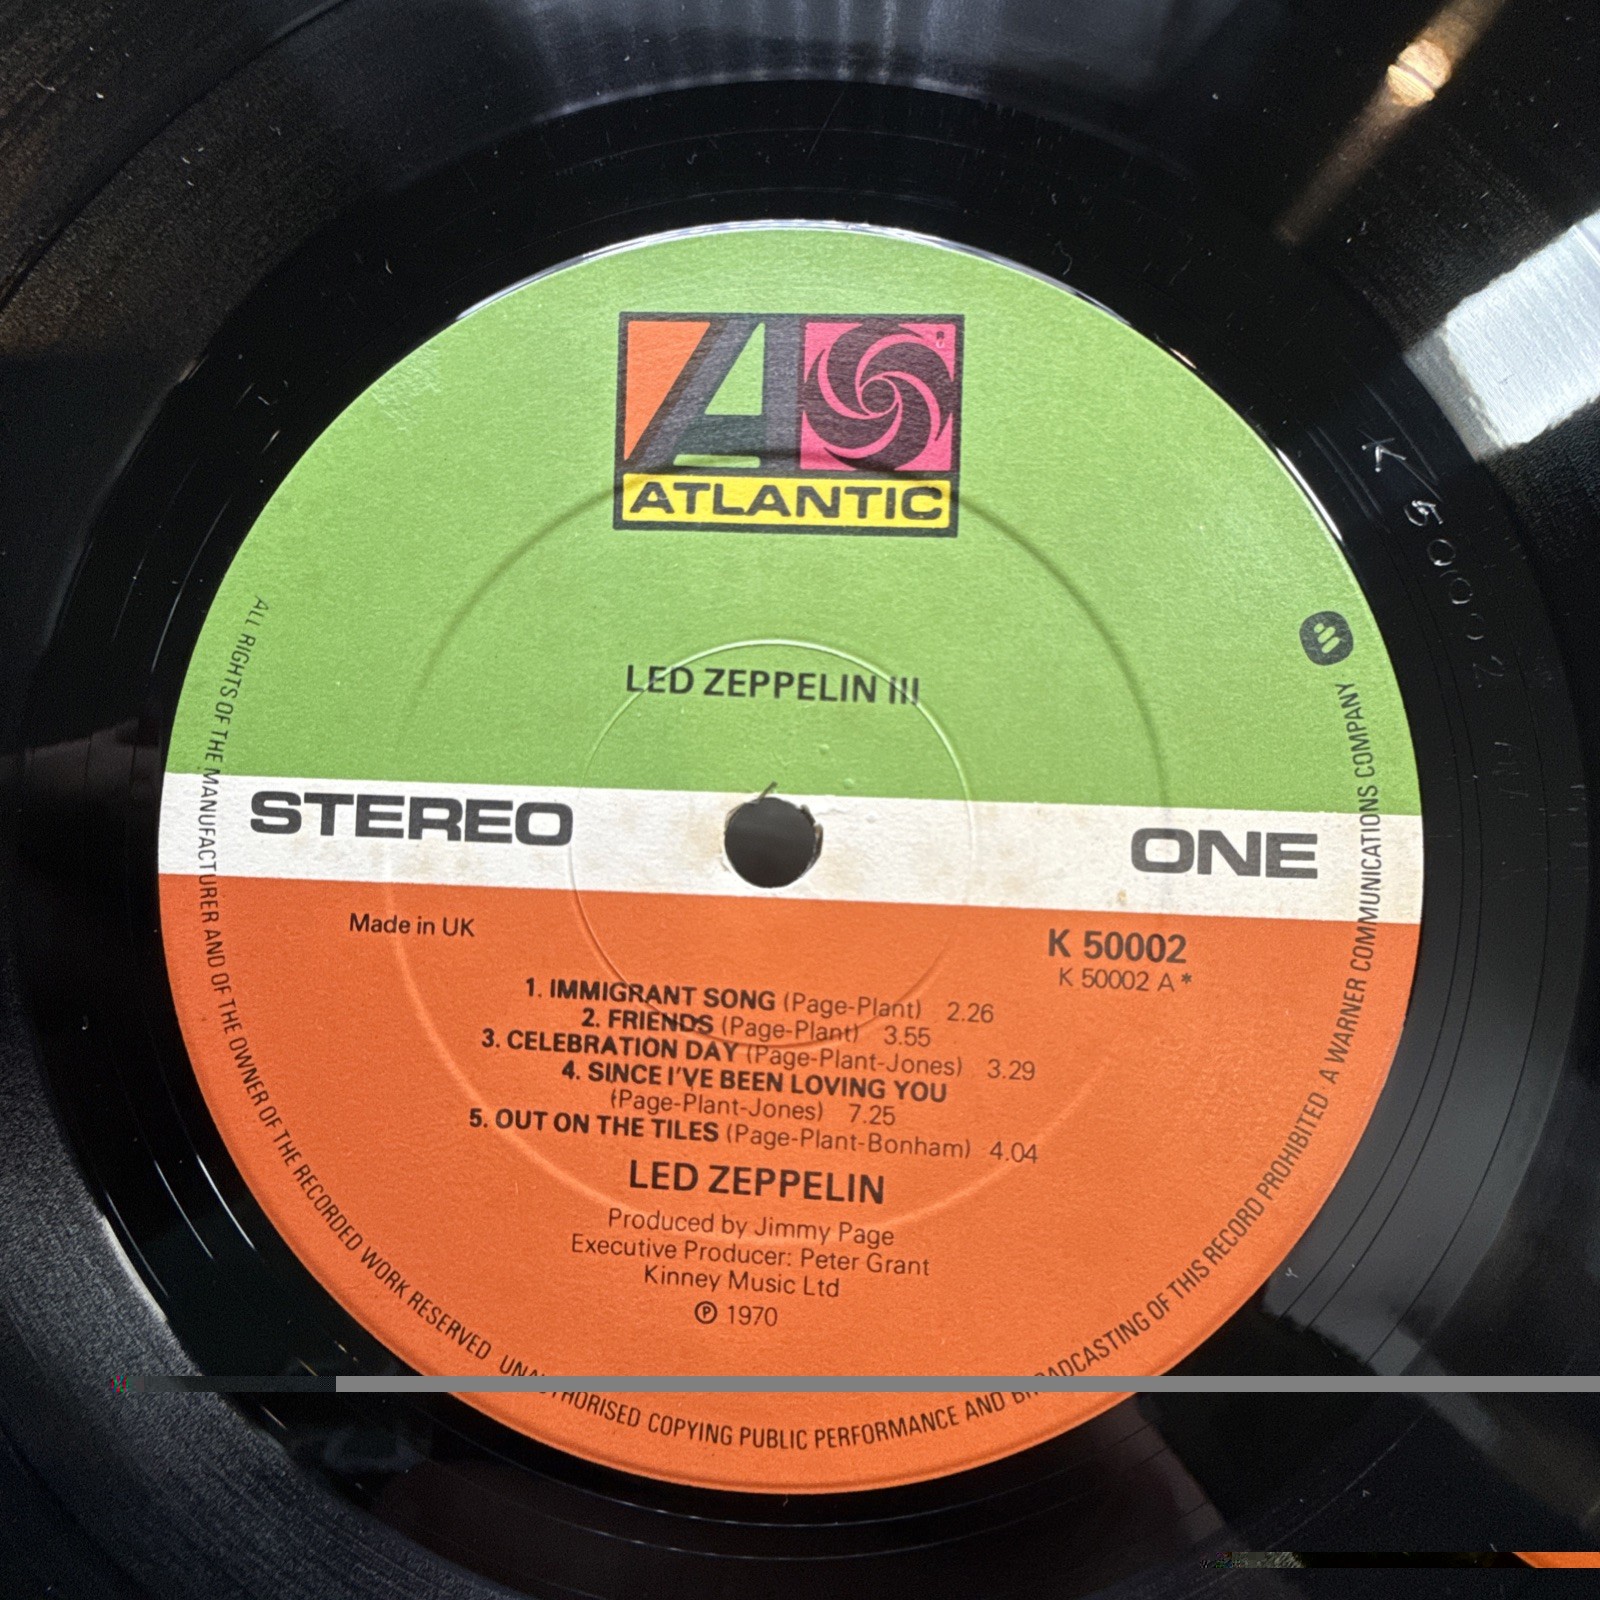 ATLANTIC
LED ZEPPELIN III
STEREO
ONE
Made in UK
K 50002
K 50002 A*
1. IMMIGRANT SONG (Page-Plant) 2.26
2. FRIENDS (Page-Plant) 3.55
3. CELEBRATION DAY (Page-Plant-Jones) 3.29
4. SINCE I'VE BEEN LOVING YOU
(Page-Plant-Jones) 7.25
5. OUT ON THE TILES (Page-Plant-Bonham) 4.04
LED ZEPPELIN
Produced by Jimmy Page
Executive Producer: Peter Grant
Kinney Music Ltd
℗ 1970
ALL RIGHTS OF THE MANUFACTURER AND OF THE OWNER OF THE RECORDED WORK RESERVED UNAUTHORISED COPYING PUBLIC PERFORMANCE AND BROADCASTING OF THIS RECORD PROHIBITED A WARNER COMMUNICATIONS COMPANY
K 50002